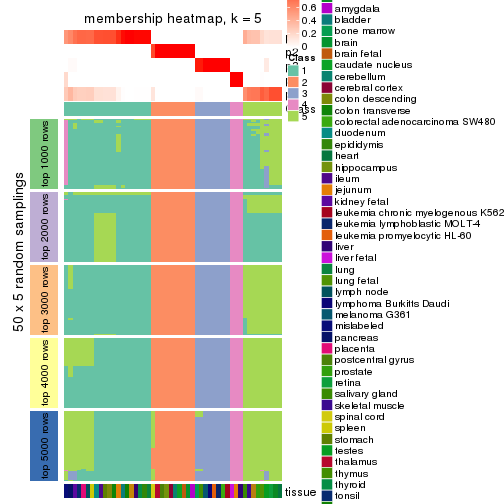 membership heatmap, k = 5
50 x 5 random samplings
top 1000 rows
top 2000 rows
top 3000 rows
top 4000 rows
top 5000 rows
0.6
0.4
0.2
0
Class
1
2
3
4
5
amygdala
bladder
bone marrow
brain
brain fetal
caudate nucleus
cerebellum
cerebral cortex
colon descending
colon transverse
colorectal adenocarcinoma SW480
duodenum
epididymis
heart
hippocampus
ileum
jejunum
kidney fetal
leukemia chronic myelogenous K562
leukemia lymphoblastic MOLT-4
leukemia promyelocytic HL-60
liver
liver fetal
lung
lung fetal
lymph node
lymphoma Burkitts Daudi
melanoma G361
mislabeled
pancreas
placenta
postcentral gyrus
prostate
retina
salivary gland
skeletal muscle
spinal cord
spleen
stomach
testes
thalamus
thymus
thyroid
tonsil
tissue